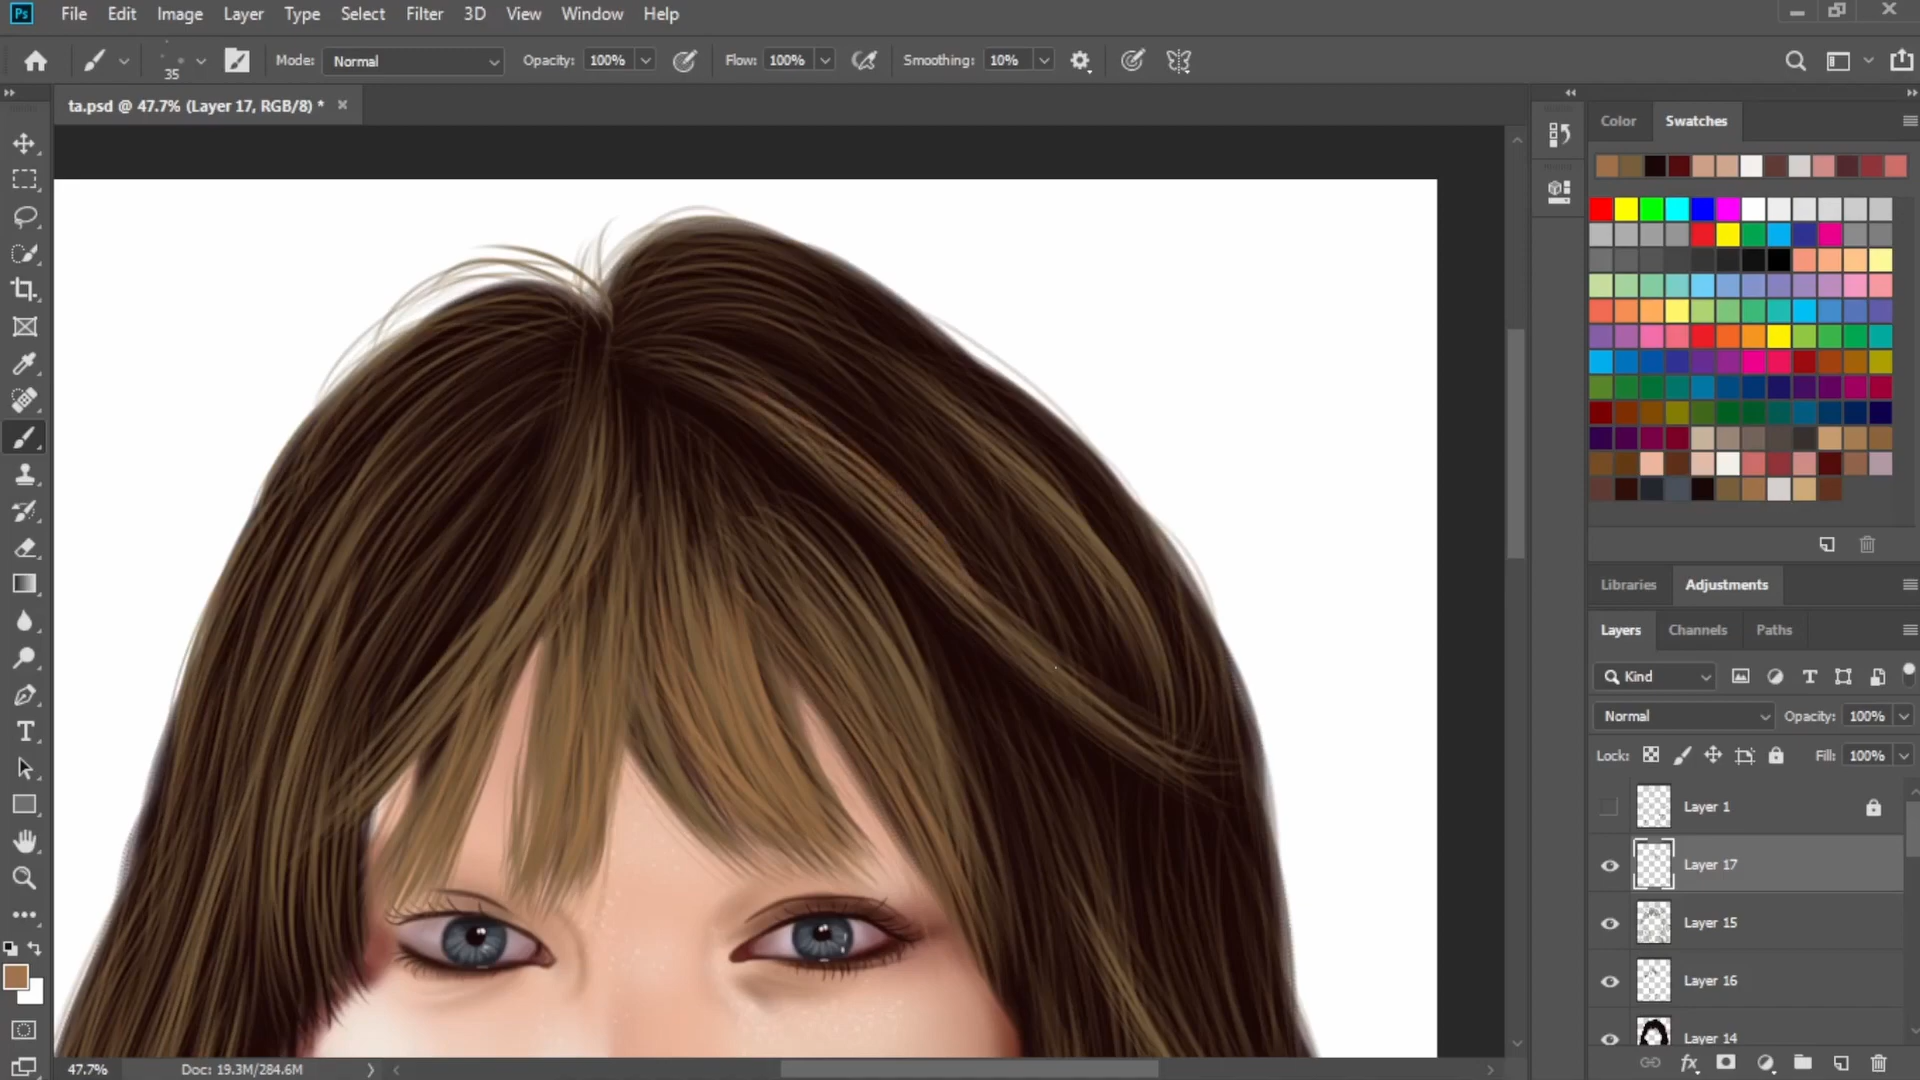 Ps File Edit Image Layer Type Select Filter 3D View Window Help
35 Mode: Normal Opacity: 100% Flow: 100% Smoothing: 10%
ta.psd @ 47.7% (Layer 17, RGB/8) *
Color Swatches
Libraries Adjustments
Layers Channels Paths
Kind
Normal Opacity: 100%
Lock: Fill: 100%
Layer 1
Layer 17
Layer 15
Layer 16
Layer 14
47.7% Doc: 19.3M/284.6M